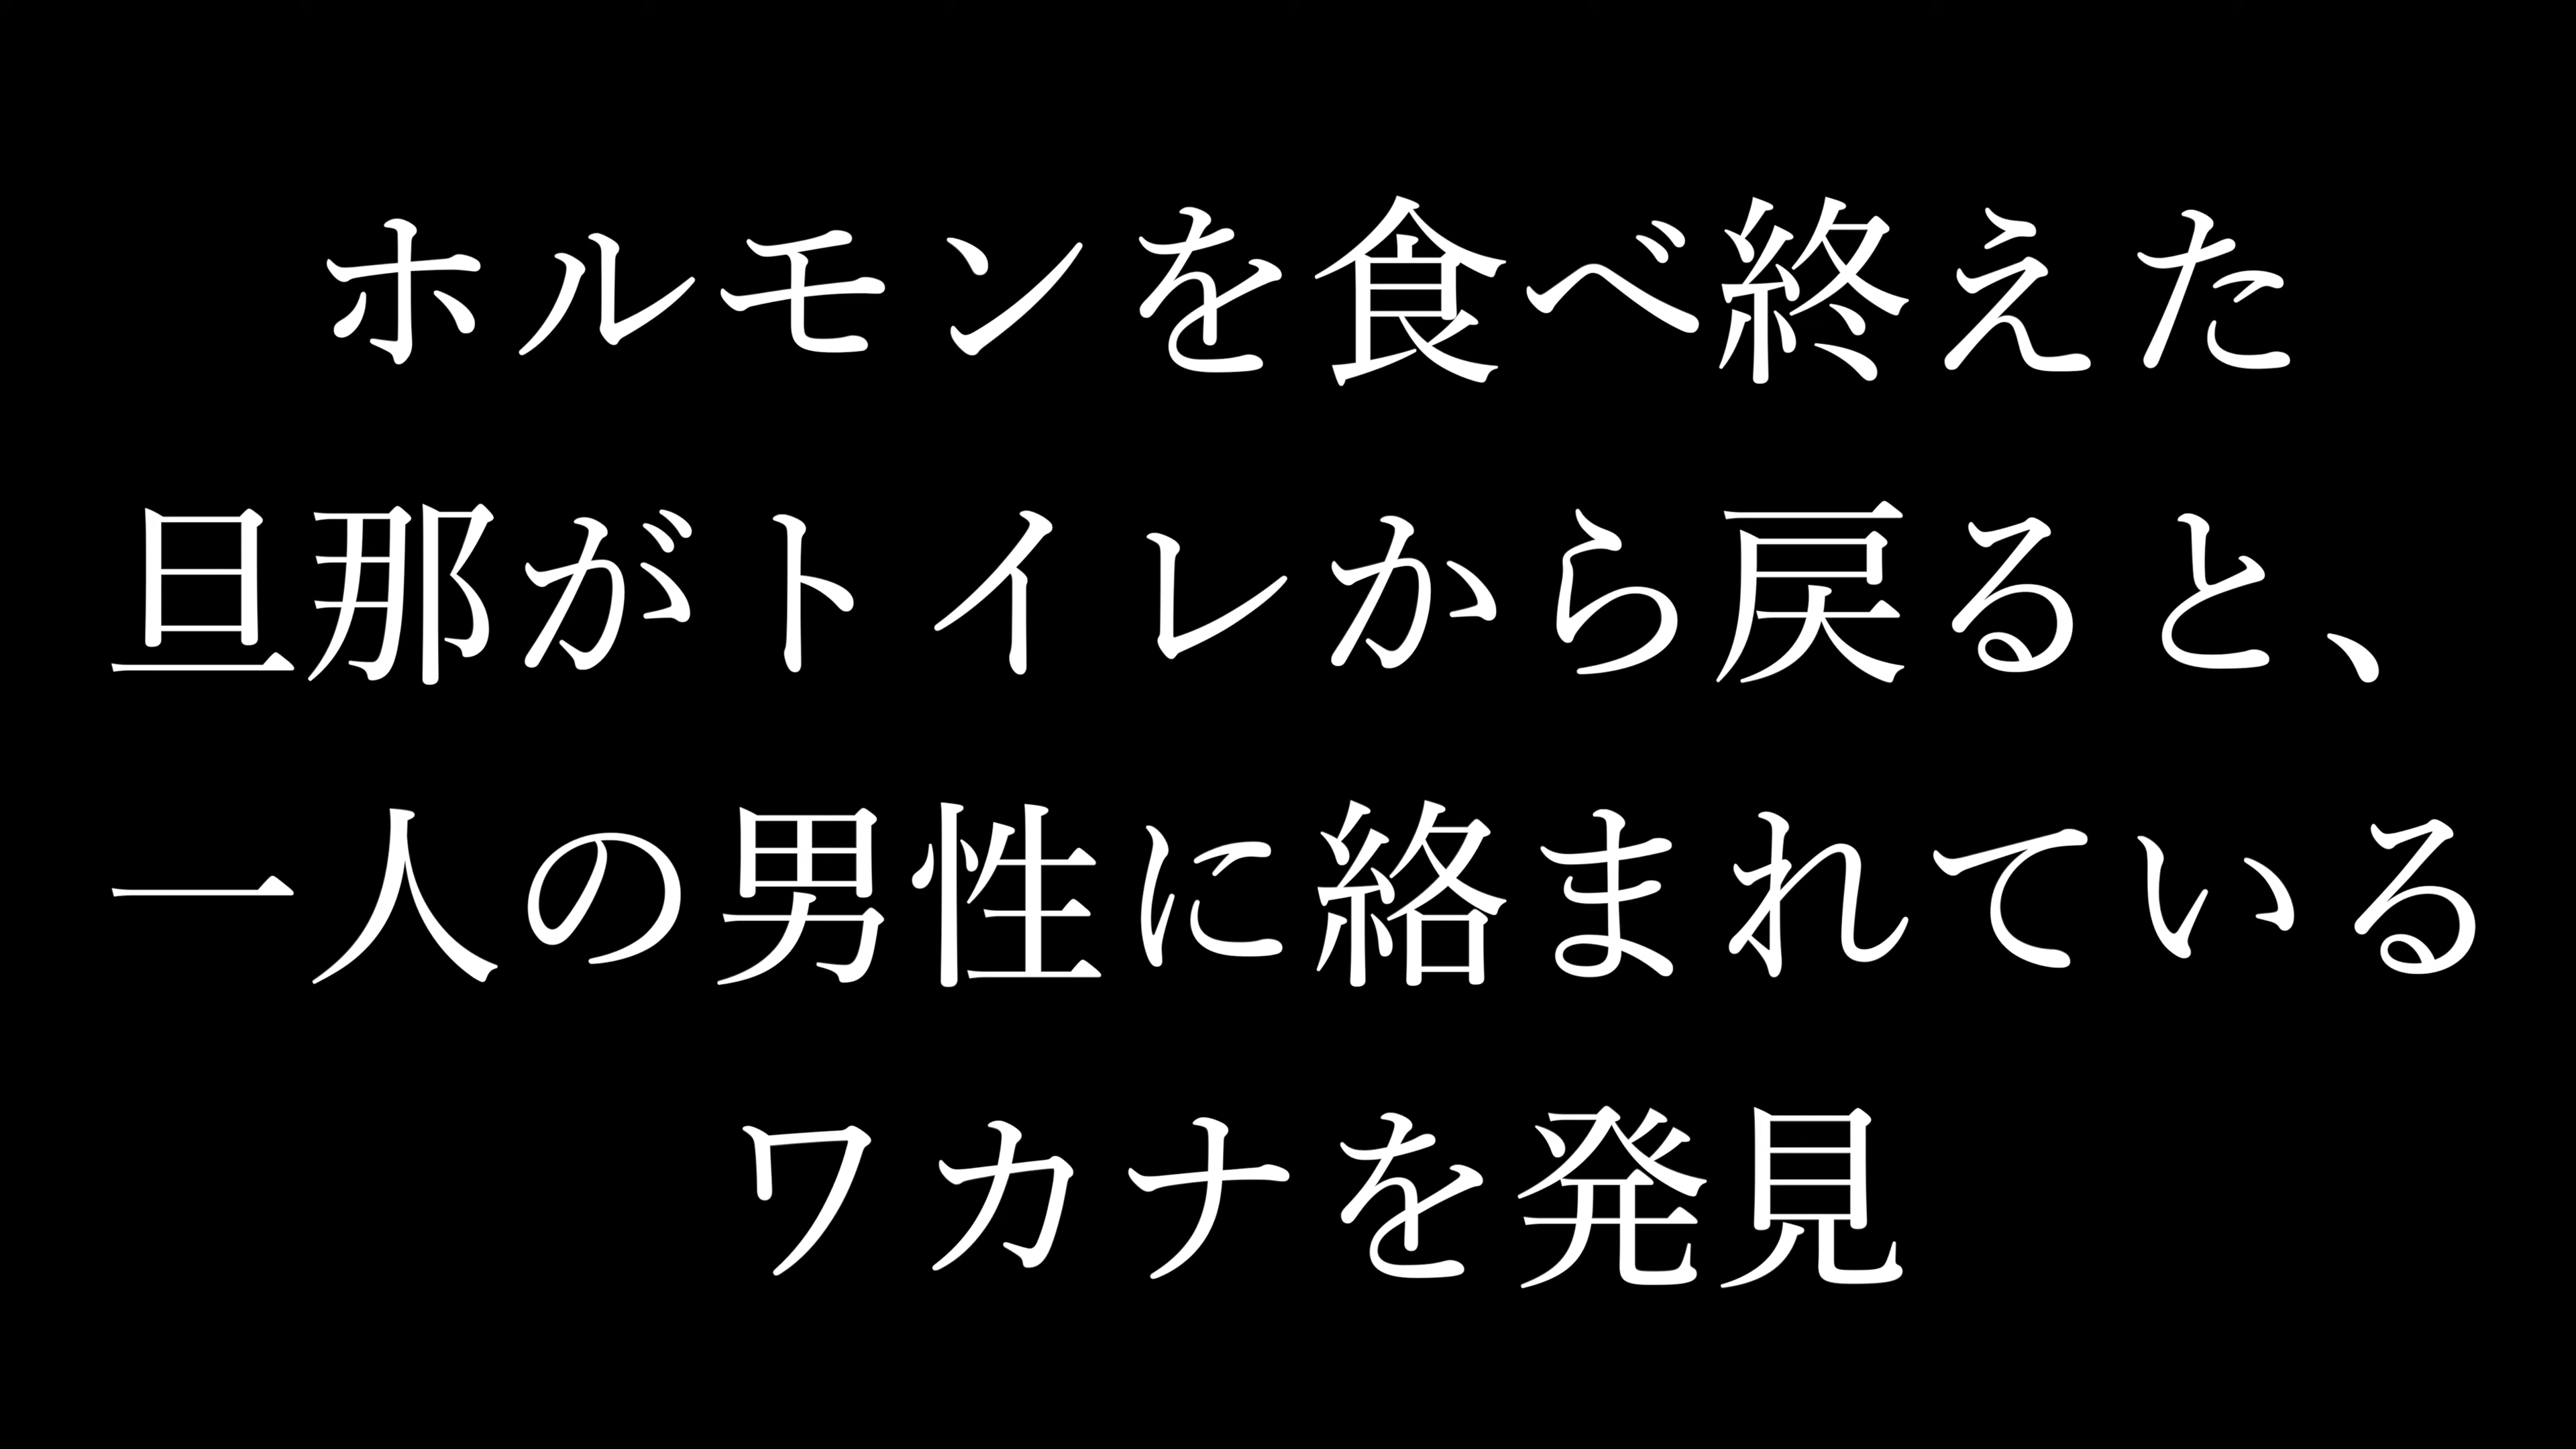 ホルモンを食べ終えた
旦那がトイレから戻ると、
一人の男性に絡まれている
ワカナを発見